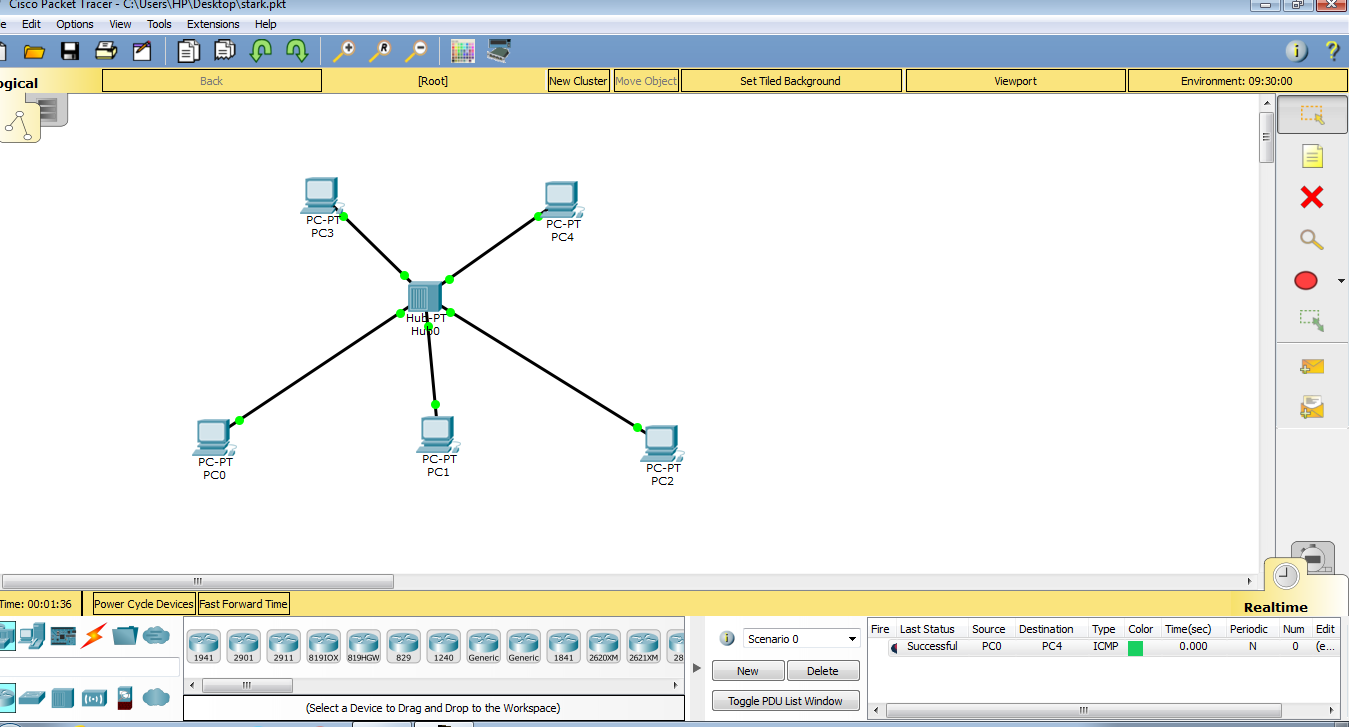 Cisco Packet Tracer - C:\Users\HP\Desktop\stark.pkt
e Edit Options View Tools Extensions Help
ogical Back [Root] New Cluster Move Object Set Tiled Background Viewport Environment: 09:30:00
PC-PT
PC3
PC-PT
PC4
Hub-PT
Hub0
PC-PT
PC0
PC-PT
PC1
PC-PT
PC2
Time: 00:01:36 Power Cycle Devices Fast Forward Time Realtime
1941 2901 2911 819IOX 819HGW 829 1240 Generic Generic 1841 2620XM 2621XM 28
(Select a Device to Drag and Drop to the Workspace)
Scenario 0
New Delete
Toggle PDU List Window
Fire Last Status Source Destination Type Color Time(sec) Periodic Num Edit
Successful PC0 PC4 ICMP 0.000 N 0 (e...